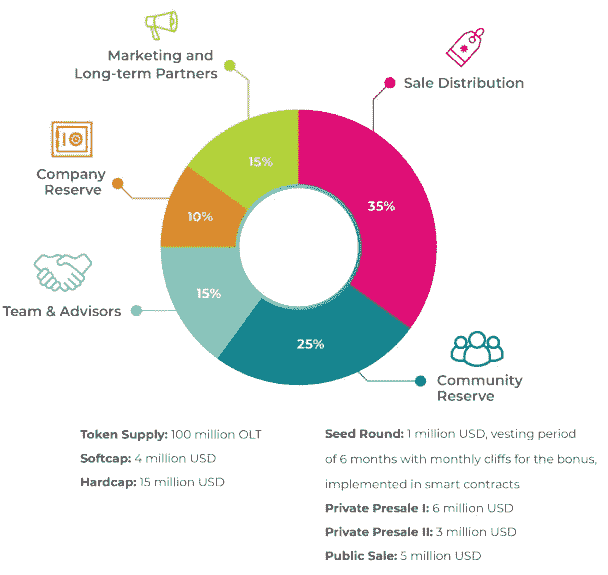 Marketing and
Long-term Partners
Sale Distribution
15%
Company
Reserve
35%
10%
Team & Advisors
15%
25%
Community
Reserve
Token Supply: 100 million OLT
Softcap: 4 million USD
Hardcap: 15 million USD
Seed Round: 1 million USD, vesting period
of 6 months with monthly cliffs for the bonus,
implemented in smart contracts
Private Presale I: 6 million USD
Private Presale II: 3 million USD
Public Sale: 5 million USD